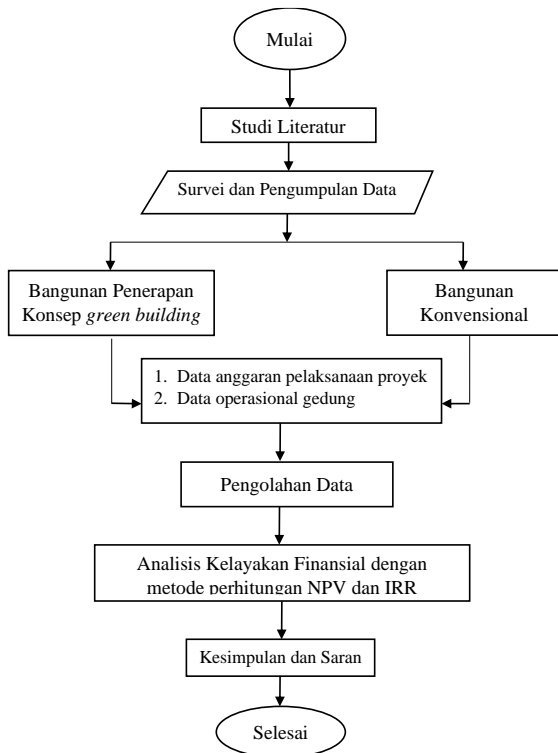 Mulai
Studi Literatur
Survei dan Pengumpulan Data
Bangunan Penerapan
Konsep green building
Bangunan
Konvensional
1. Data anggaran pelaksanaan proyek
2. Data operasional gedung
Pengolahan Data
Analisis Kelayakan Finansial dengan
metode perhitungan NPV dan IRR
Kesimpulan dan Saran
Selesai